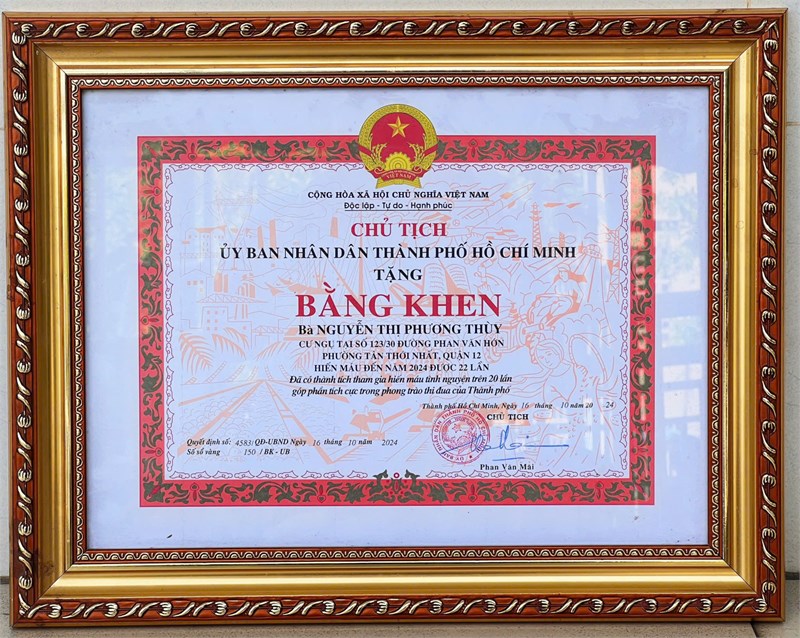 VIỆT NAM
CỘNG HÒA XÃ HỘI CHỦ NGHĨA VIỆT NAM
Độc lập - Tự do - Hạnh phúc
CHỦ TỊCH
ỦY BAN NHÂN DÂN THÀNH PHỐ HỒ CHÍ MINH
TẶNG
BẰNG KHEN
Bà NGUYỄN THỊ PHƯƠNG THÙY
CƯ NGỤ TẠI SỐ 123/30 ĐƯỜNG PHAN VĂN HỚN
PHƯỜNG TÂN THỚI NHẤT, QUẬN 12
HIẾN MÁU ĐẾN NĂM 2024 ĐƯỢC 22 LẦN
Đã có thành tích tham gia hiến máu tình nguyện trên 20 lần
góp phần tích cực trong phong trào thi đua của Thành phố
Thành phố Hồ Chí Minh, Ngày 16 tháng 10 năm 20 24
CHỦ TỊCH
Quyết định số: 4583/QĐ-UBND Ngày 16 tháng 10 năm 2024
Số sổ vàng: 150 / BK - UB
Phan Văn Mãi